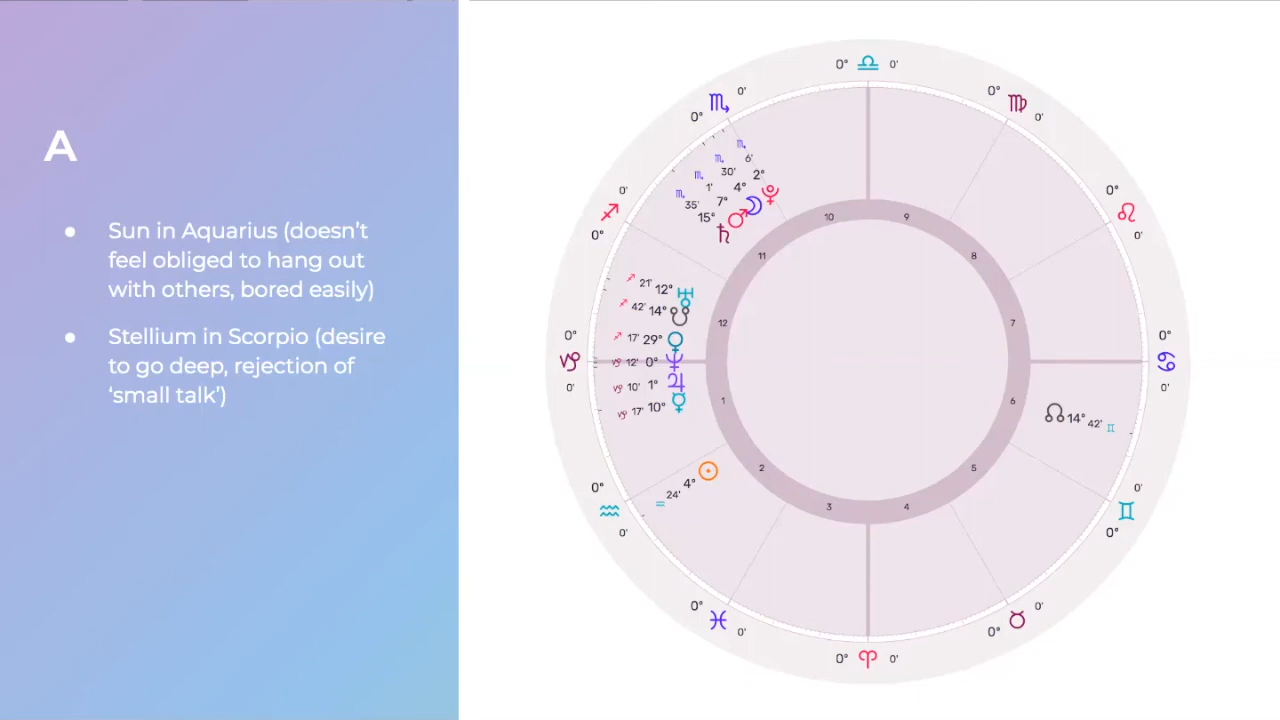 A
● Sun in Aquarius (doesn’t
feel obliged to hang out
with others, bored easily)
● Stellium in Scorpio (desire
to go deep, rejection of
‘small talk’)
0° ♎ 0'
0° ♏ 0'
0° ♍ 0'
0° ♐ 0'
0° ♌ 0'
0° ♑ 0'
0° ♋ 0'
0° ♒ 0'
0° ♊ 0'
0° ♓ 0'
0° ♉ 0'
0° ♈ 0'
♏ 6' 2° ♇
♏ 30' 4° ☽
♏ 1' 7° ♂
♏ 35' 15° ♄
♐ 21' 12° ♅
♐ 42' 14° ☋
♐ 17' 29° ♀
♑ 12' 0° ♆
♑ 10' 1° ♃
♑ 17' 10° ☿
♒ 24' 4° ☉
☊ 14° 42' ♊
10
9
11
8
12
7
1
6
2
5
3
4